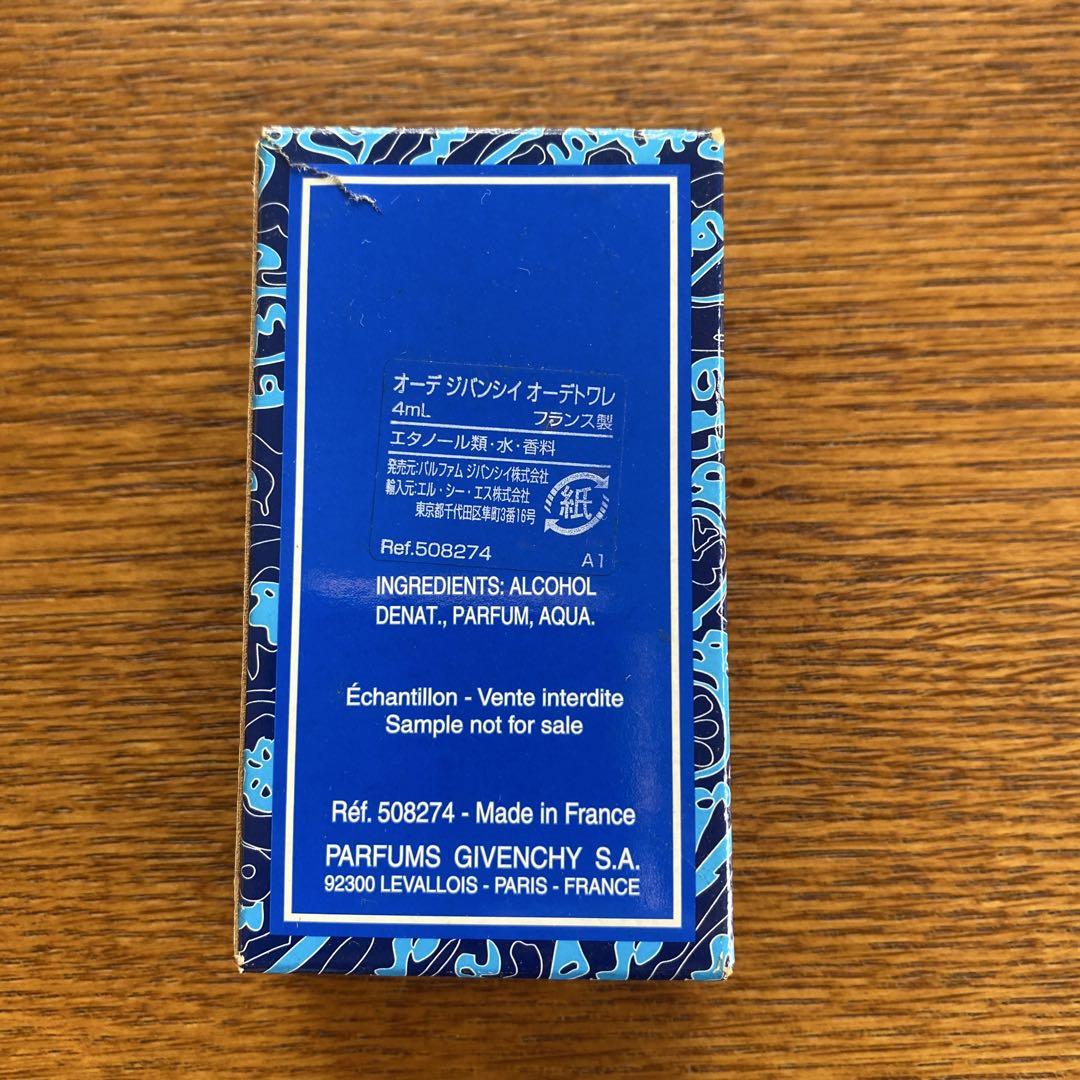 オーデ ジバンシイ オーデトワレ
4mL フランス製
エタノール類・水・香料
発売元:パルファム ジバンシイ株式会社
輸入元:エル・シー・エス株式会社
東京都千代田区隼町3番16号
紙
Ref.508274 A1
INGREDIENTS: ALCOHOL
DENAT., PARFUM, AQUA.
Échantillon - Vente interdite
Sample not for sale
Réf. 508274 - Made in France
PARFUMS GIVENCHY S.A.
92300 LEVALLOIS - PARIS - FRANCE